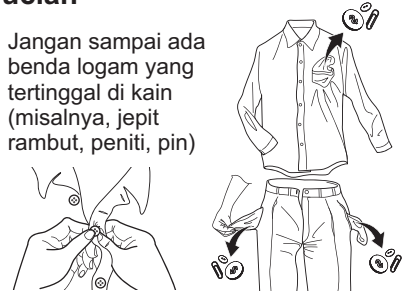 Jangan sampai ada
benda logam yang
tertinggal di kain
(misalnya, jepit
rambut, peniti, pin)